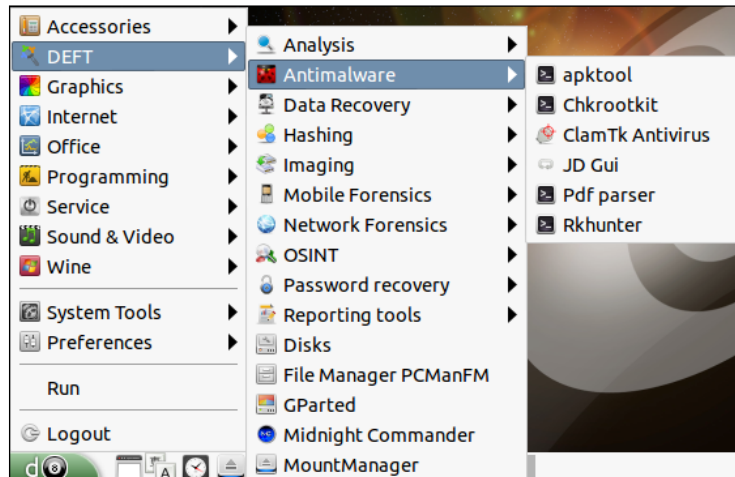 Accessories
DEFT
Graphics
Internet
Office
Programming
Service
Sound & Video
Wine
System Tools
Preferences
Run
Logout
Analysis
Antimalware
Data Recovery
Hashing
Imaging
Mobile Forensics
Network Forensics
OSINT
Password recovery
Reporting tools
Disks
File Manager PCManFM
GParted
Midnight Commander
MountManager
apktool
Chkrootkit
ClamTk Antivirus
JD Gui
Pdf parser
Rkhunter
d8
A